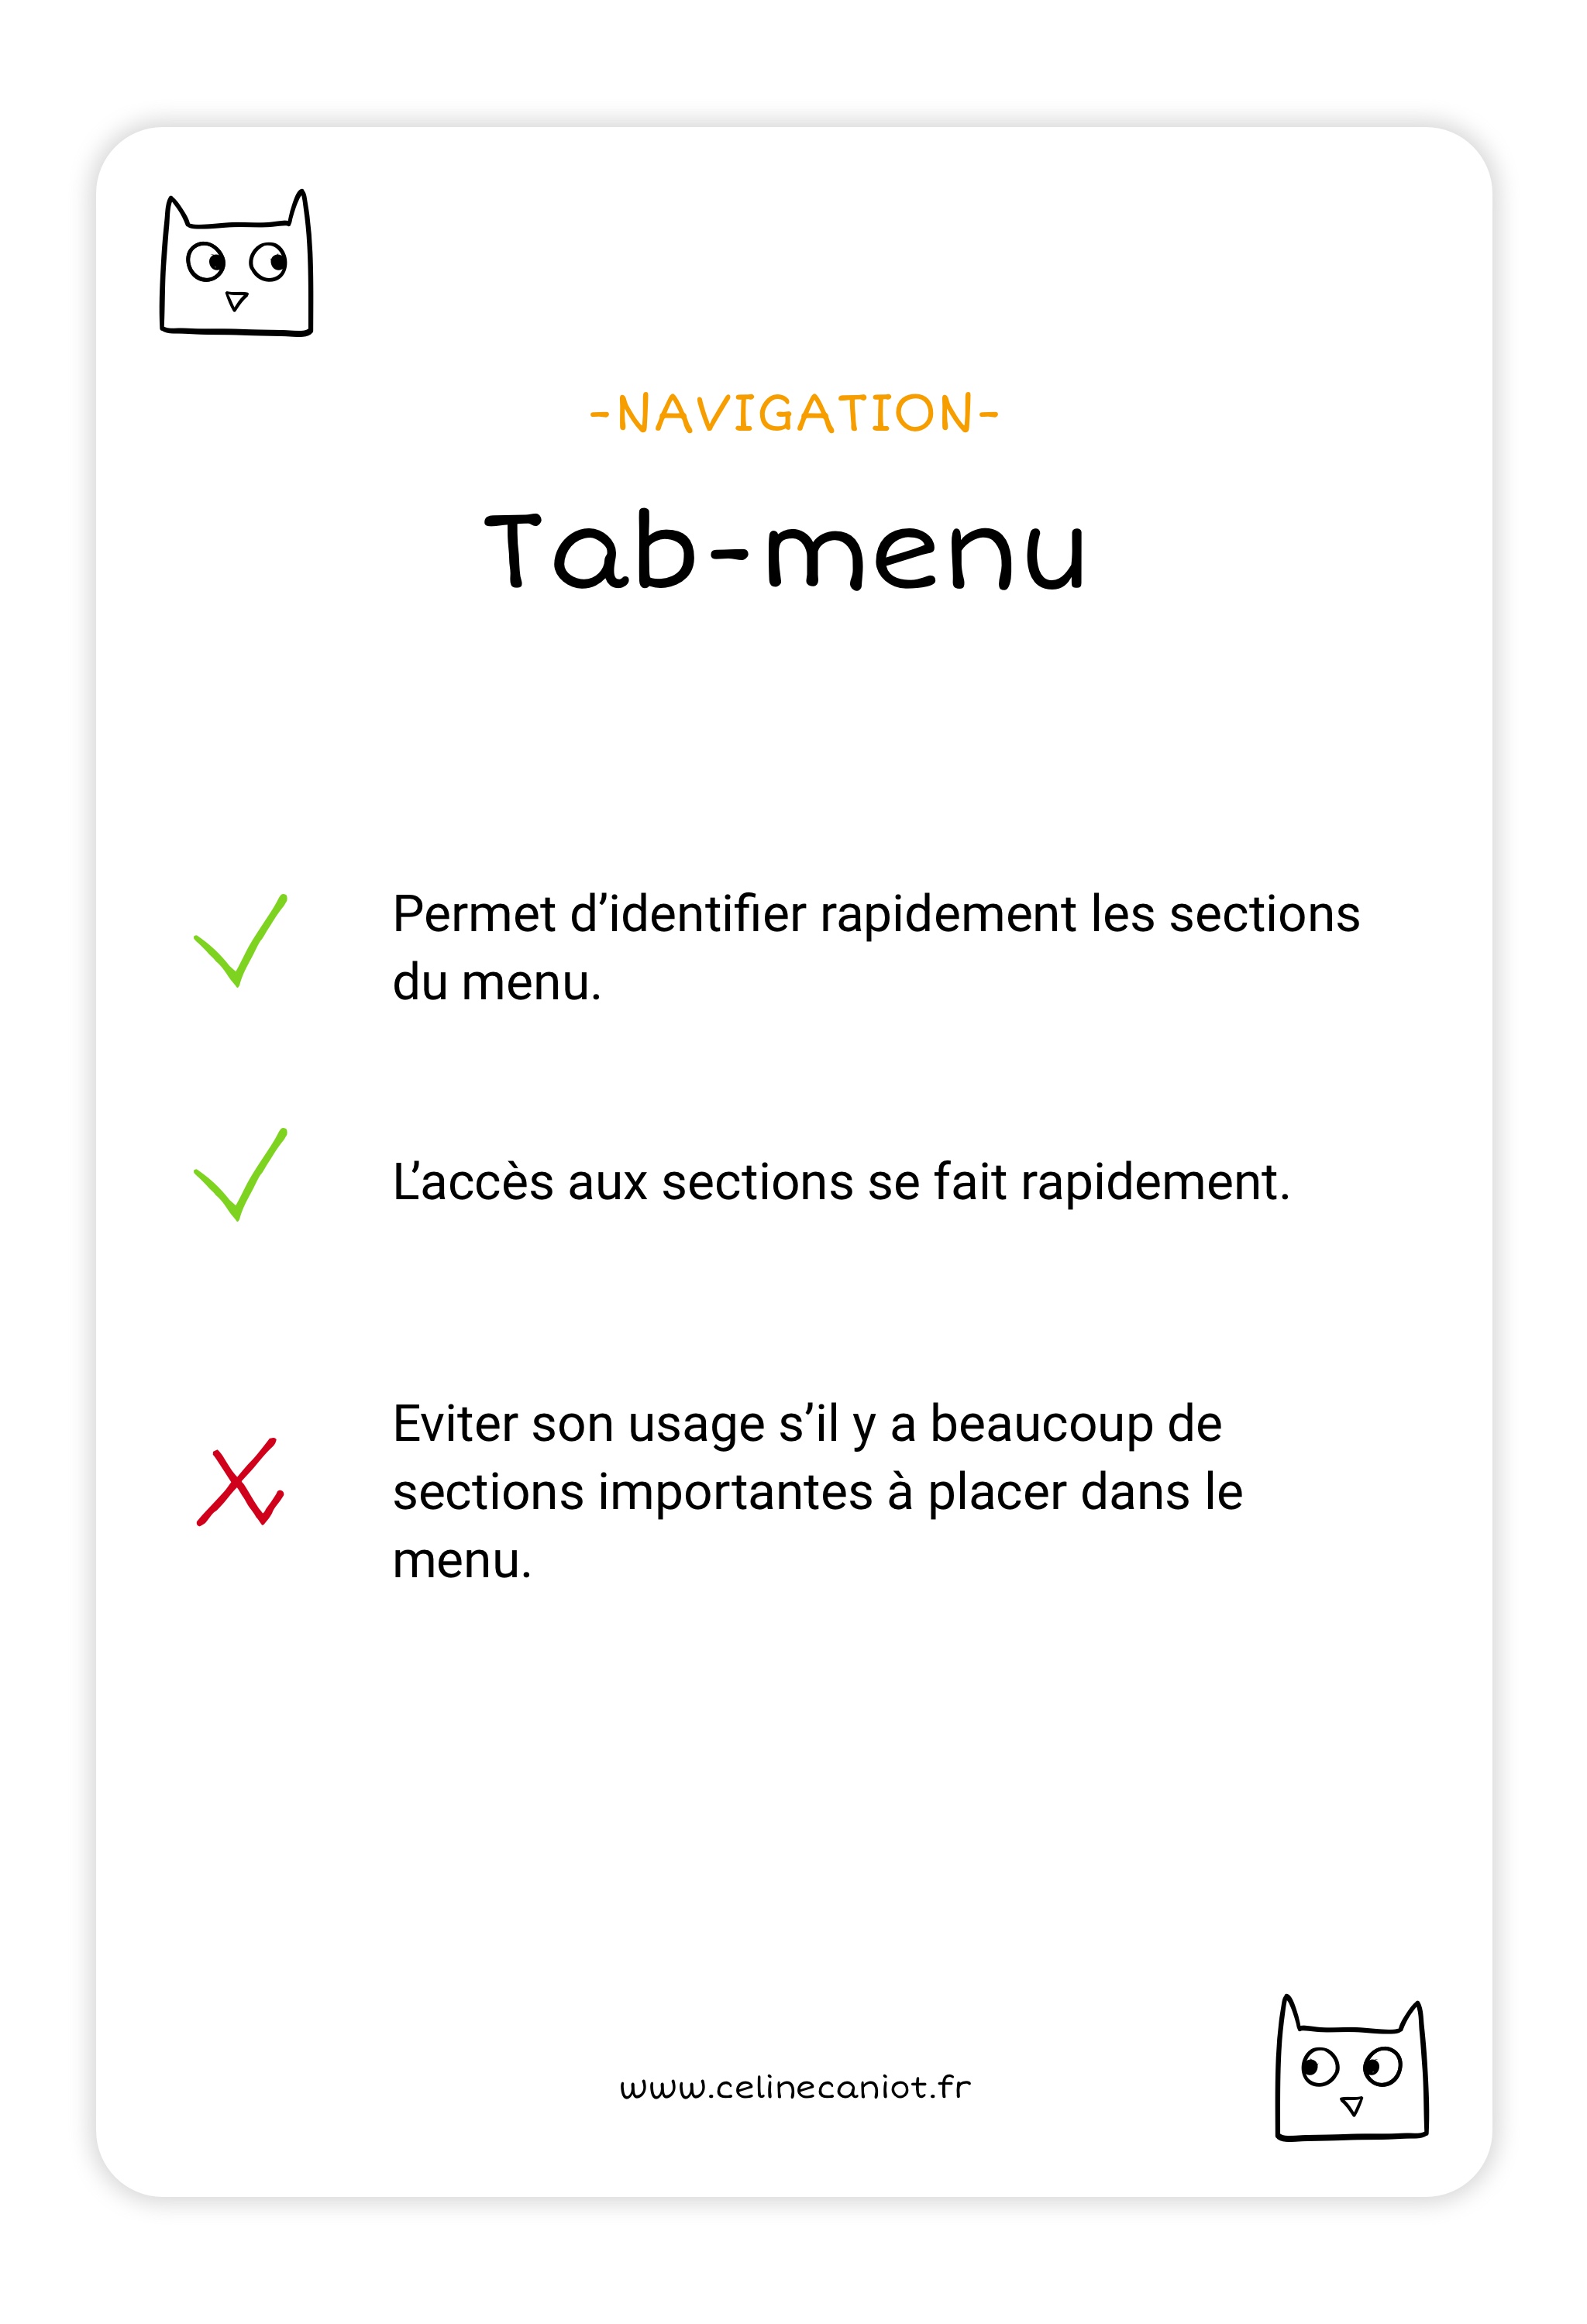 -NAVIGATION-
Tab-menu
Permet d’identifier rapidement les sections
du menu.
L’accès aux sections se fait rapidement.
Eviter son usage s’il y a beaucoup de
sections importantes à placer dans le
menu.
www.celinecaniot.fr